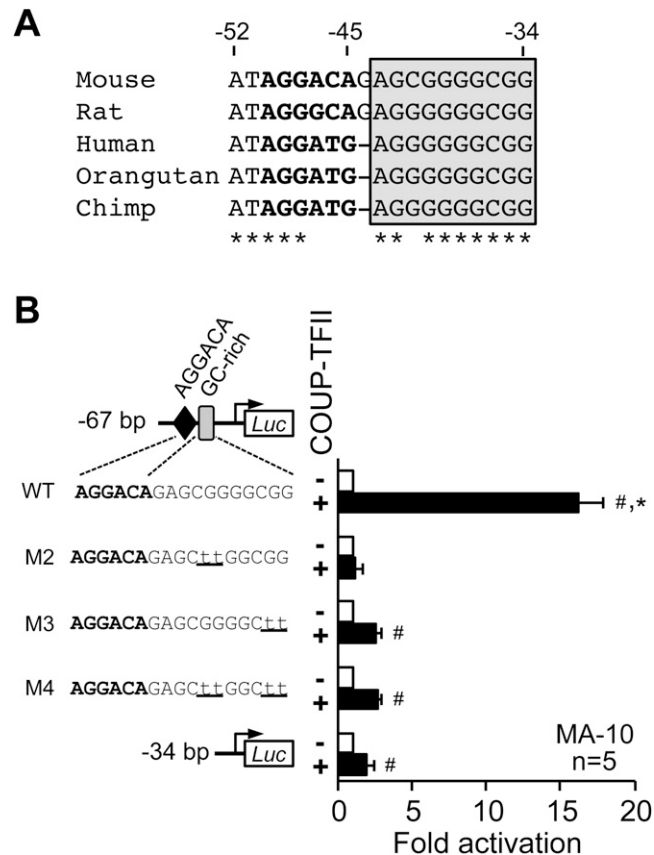 A
-52 -45 -34
Mouse ATAGGACAGAGCGGGGCGG
Rat ATAGGGCAGAGCGGGGCGG
Human ATAGGATG-AGGGGGGCGG
Orangutan ATAGGATG-AGGGGGGCGG
Chimp ATAGGATG-AGGGGGGCGG
***** ** *******
B
AGGACA
GC-rich
COUP-TFII
-67 bp
Luc
WT AGGACAGAGCGGGGCGG
-
+ #,*
M2 AGGACAGAGCttGGCGG
-
+
M3 AGGACAGAGCGGGGCtt
-
+ #
M4 AGGACAGAGCttGGCtt
-
+ #
-34 bp Luc
-
+ #
MA-10
n=5
0 5 10 15 20
Fold activation